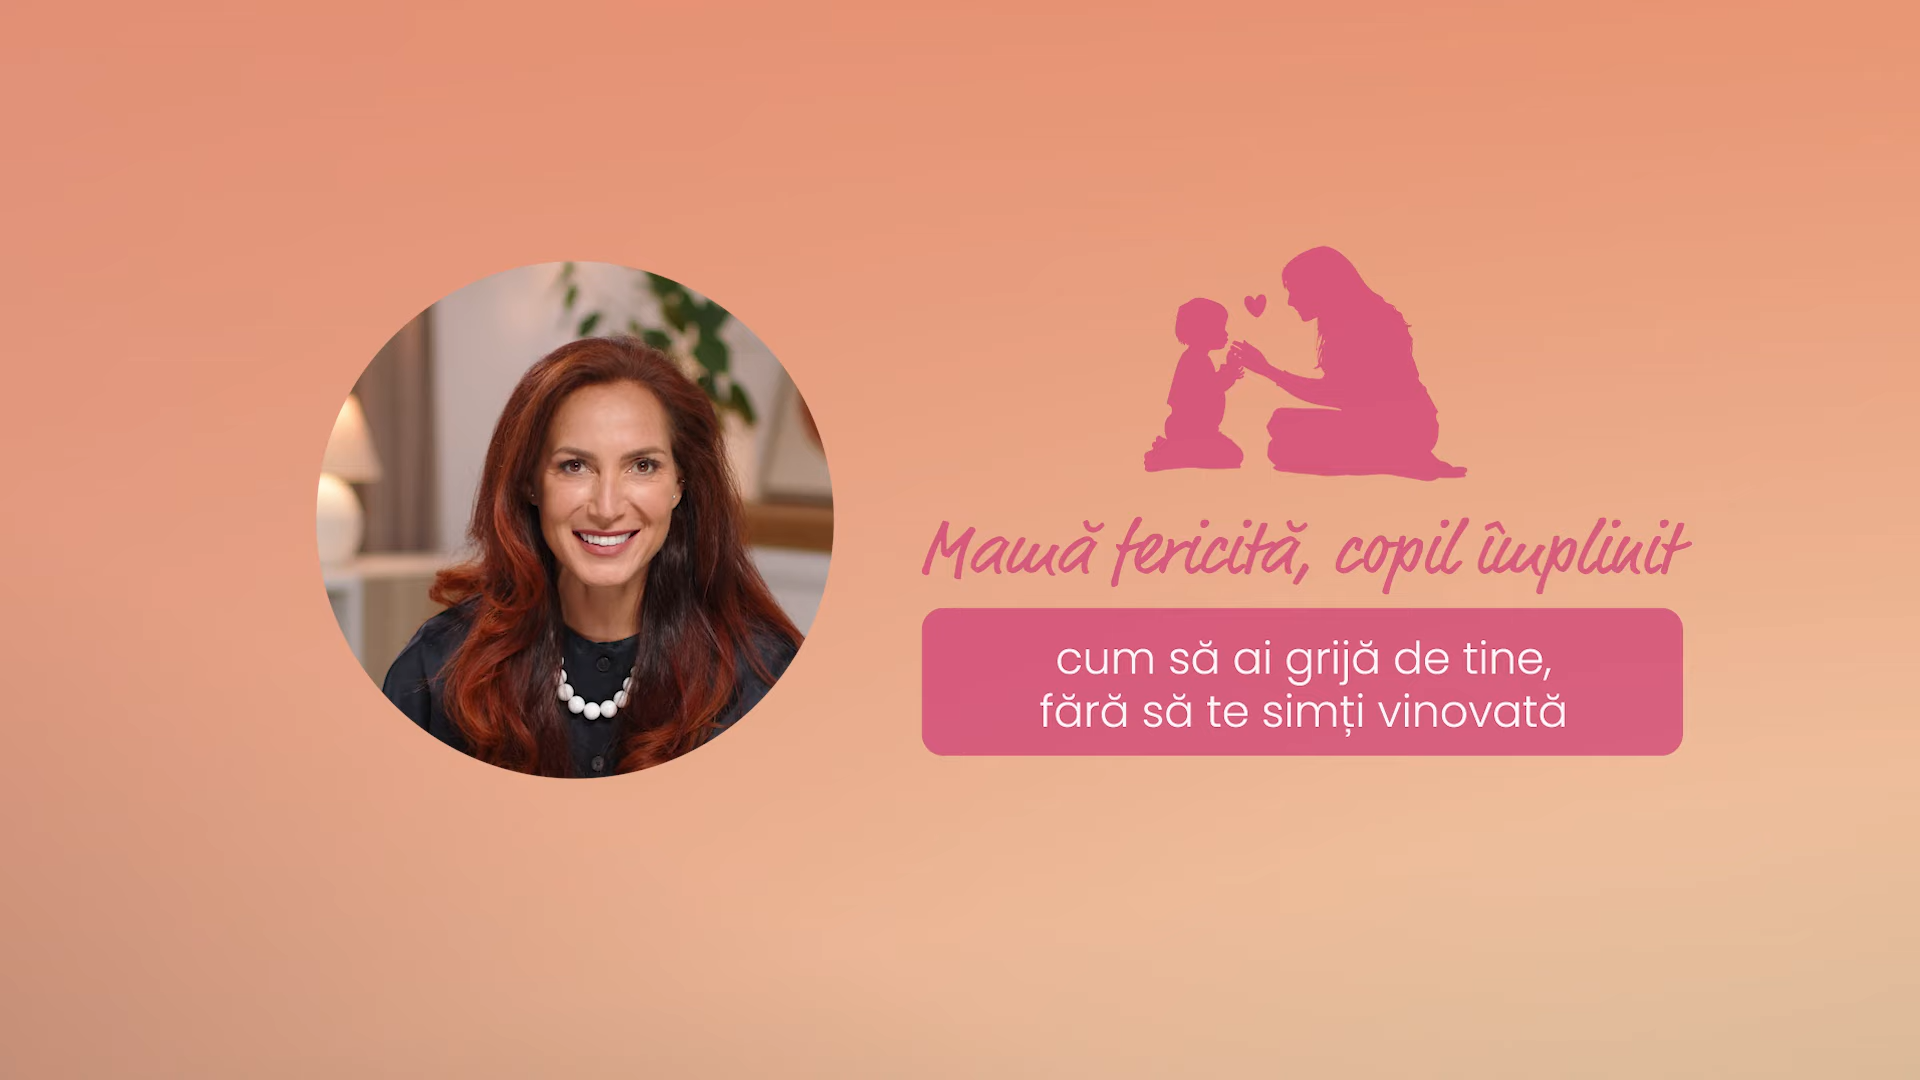 Mamă fericită, copil împlinit
cum să ai grijă de tine,
fără să te simți vinovată